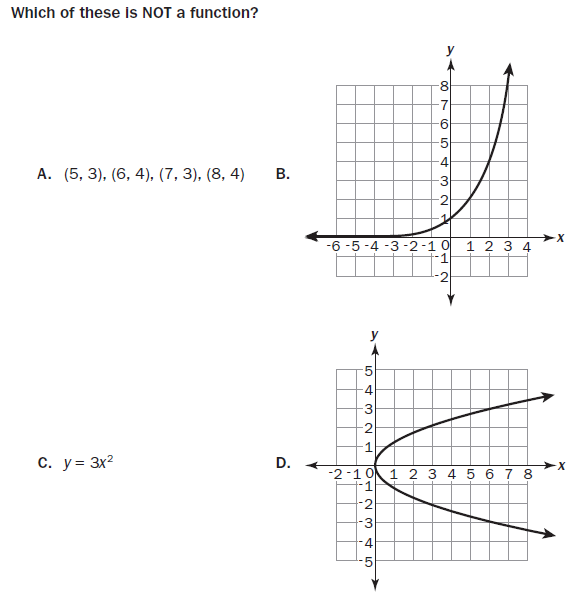 Which of these is NOT a function?
y
8
7
6
5
4
3
2
1
A. (5, 3), (6, 4), (7, 3), (8, 4) B.
-6 -5 -4 -3 -2 -1 0 1 2 3 4 x
-1
-2
y
5
4
3
2
1
C. y = 3x² D.
-2 -1 0 1 2 3 4 5 6 7 8 x
-1
-2
-3
-4
-5